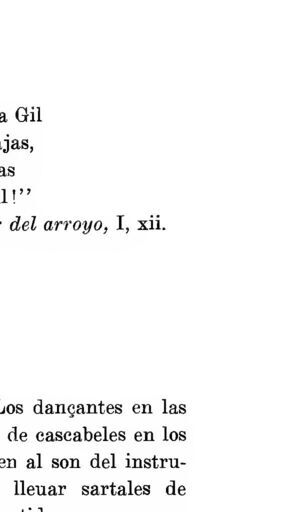 a Gil
jas,
as
l!”
del arroyo, I, xii.
Los dançantes en las
de cascabeles en los
en al son del instru-
lleuar sartales de